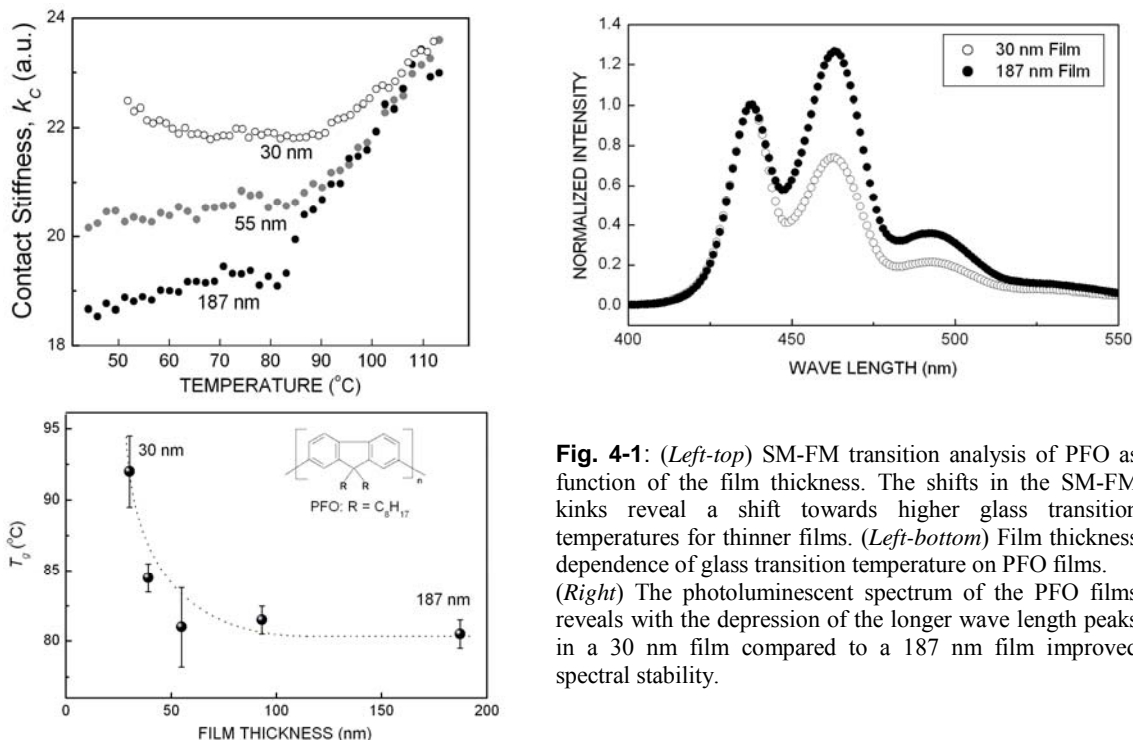 24
22
20
18
Contact Stiffness, kC (a.u.)
30 nm
55 nm
187 nm
50 60 70 80 90 100 110
TEMPERATURE (°C)
1.4
1.2
1.0
0.8
0.6
0.4
0.2
0.0
NORMALIZED INTENSITY
30 nm Film
187 nm Film
400 450 500 550
WAVE LENGTH (nm)
95
90
85
80
Tg (°C)
30 nm
R R
n
PFO: R = C8H17
187 nm
0 50 100 150 200
FILM THICKNESS (nm)
Fig. 4-1: (Left-top) SM-FM transition analysis of PFO as
function of the film thickness. The shifts in the SM-FM
kinks reveal a shift towards higher glass transition
temperatures for thinner films. (Left-bottom) Film thickness
dependence of glass transition temperature on PFO films.
(Right) The photoluminescent spectrum of the PFO films
reveals with the depression of the longer wave length peaks
in a 30 nm film compared to a 187 nm film improved
spectral stability.